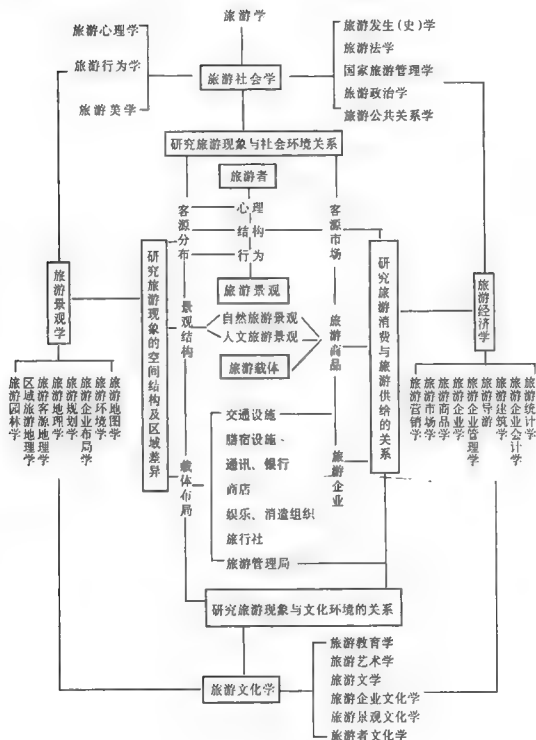 旅游学
旅游心理学
旅游行为学
旅游美学
旅游社会学
旅游发生(史)学
旅游法学
国家旅游管理学
旅游政治学
旅游公共关系学
研究旅游现象与社会环境关系
旅游者
客源分布
心理
结构
行为
客源市场
旅游景观学
研究旅游现象的空间结构及区域差异
旅游景观
景观结构
自然旅游景观
人文旅游景观
旅游载体
旅游商品
研究旅游消费与旅游供给的关系
旅游经济学
旅游园林学
区域旅游地理学
旅游客源地理学
旅游地理学
旅游规划学
旅游企业布局学
旅游环境学
旅游地图学
载体布局
交通设施
膳宿设施、
通讯、银行
商店
娱乐、消遣组织
旅行社
旅游管理局
旅游企业
旅游营销学
旅游市场学
旅游商品学
旅游企业学
旅游企业管理学
旅游导游
旅游建筑学
旅游企业会计学
旅游统计学
研究旅游现象与文化环境的关系
旅游文化学
旅游教育学
旅游艺术学
旅游文学
旅游企业文化学
旅游景观文化学
旅游者文化学